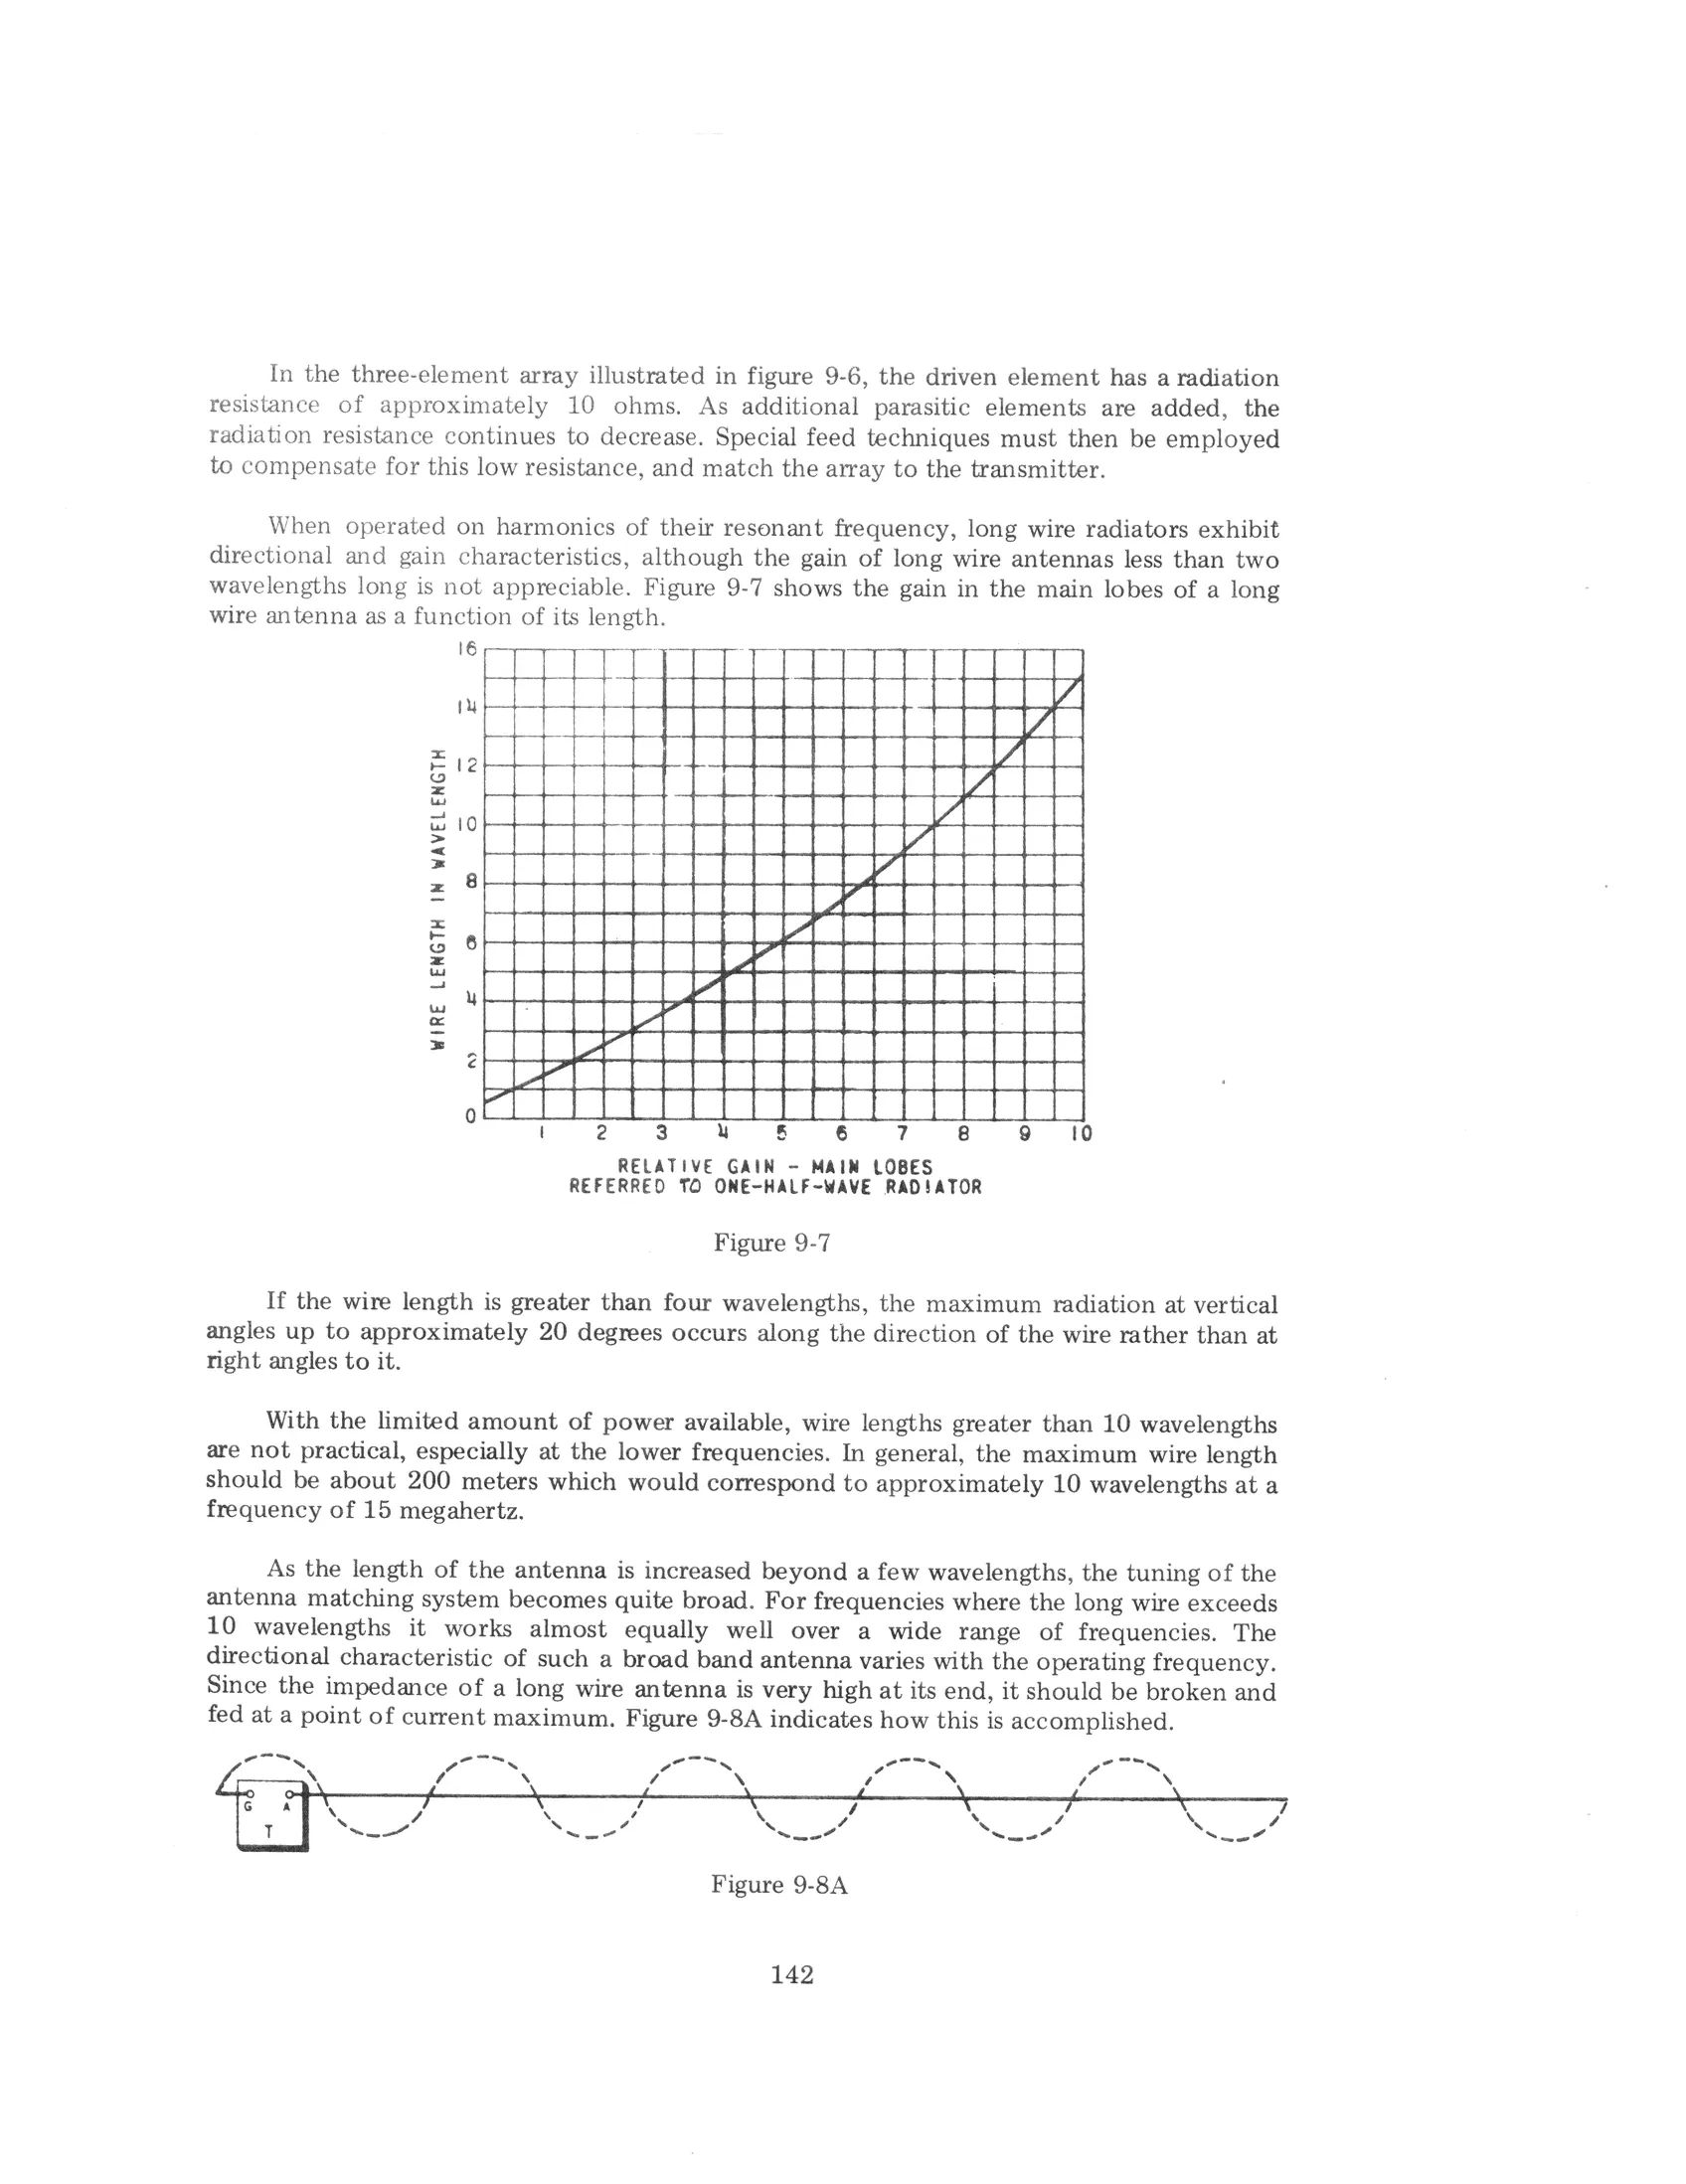 In the three-element array illustrated in figure 9-6, the driven element has a radiation
resistance of approximately 10 ohms. As additional parasitic elements are added, the
radiation resistance continues to decrease. Special feed techniques must then be employed
to compensate for this low resistance, and match the array to the transmitter.
When operated on harmonics of their resonant frequency, long wire radiators exhibit
directional and gain characteristics, although the gain of long wire antennas less than two
wavelengths long is not appreciable. Figure 9-7 shows the gain in the main lobes of a long
wire antenna as a function of its length.
16
14
12
10
8
6
4
2
0
WIRE LENGTH IN WAVELENGTH
1 2 3 4 5 6 7 8 9 10
RELATIVE GAIN - MAIN LOBES
REFERRED TO ONE-HALF-WAVE RADIATOR
Figure 9-7
If the wire length is greater than four wavelengths, the maximum radiation at vertical
angles up to approximately 20 degrees occurs along the direction of the wire rather than at
right angles to it.
With the limited amount of power available, wire lengths greater than 10 wavelengths
are not practical, especially at the lower frequencies. In general, the maximum wire length
should be about 200 meters which would correspond to approximately 10 wavelengths at a
frequency of 15 megahertz.
As the length of the antenna is increased beyond a few wavelengths, the tuning of the
antenna matching system becomes quite broad. For frequencies where the long wire exceeds
10 wavelengths it works almost equally well over a wide range of frequencies. The
directional characteristic of such a broad band antenna varies with the operating frequency.
Since the impedance of a long wire antenna is very high at its end, it should be broken and
fed at a point of current maximum. Figure 9-8A indicates how this is accomplished.
G A
T
Figure 9-8A
142